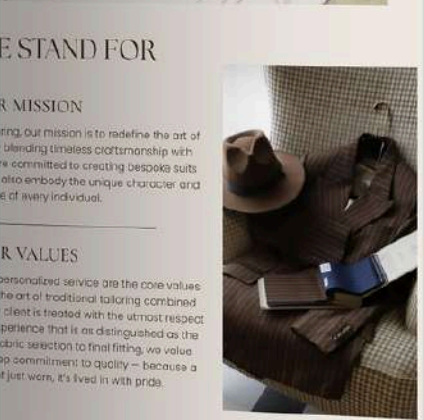 E STAND FOR
R MISSION
ring, our mission is to redefine the art of
blending timeless craftsmanship with
re committed to creating bespoke suits
also embody the unique character and
e of every individual.
R VALUES
personalized service are the core values
the art of traditional tailoring combined
client is treated with the utmost respect
perience that is as distinguished as the
abric selection to final fitting, we value
ep commitment to quality — because a
t just worn, it's lived in with pride.